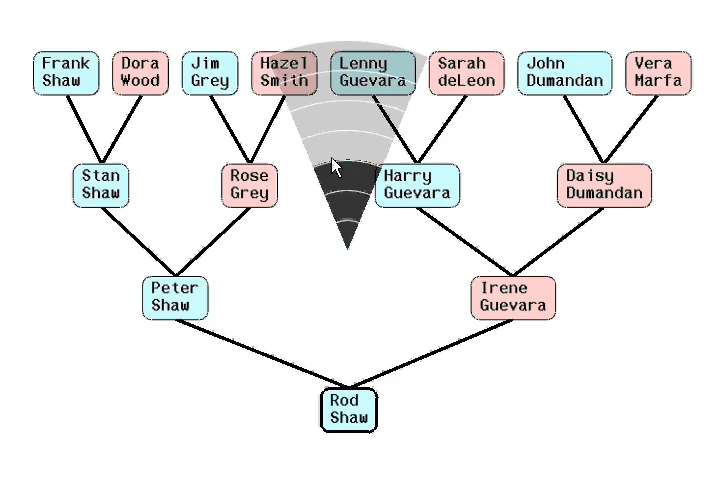 Frank
Shaw
Dora
Wood
Jim
Grey
Hazel
Smith
Lenny
Guevara
Sarah
deLeon
John
Dumandan
Vera
Marfa
Stan
Shaw
Rose
Grey
Harry
Guevara
Daisy
Dumandan
Peter
Shaw
Irene
Guevara
Rod
Shaw